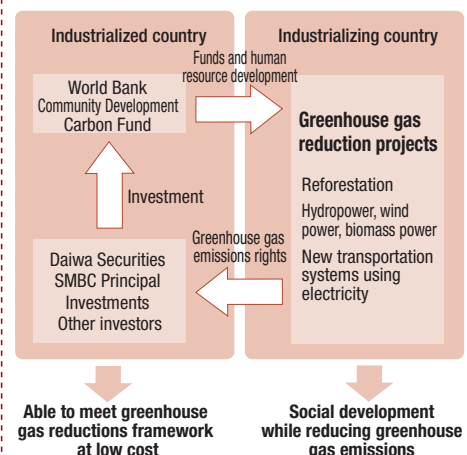 Industrialized country
Industrializing country
Funds and human
resource development
World Bank
Community Development
Carbon Fund
Greenhouse gas
reduction projects
Investment
Reforestation
Hydropower, wind
power, biomass power
New transportation
systems using
electricity
Greenhouse gas
emissions rights
Daiwa Securities
SMBC Principal
Investments
Other investors
Able to meet greenhouse
gas reductions framework
at low cost
Social development
while reducing greenhouse
gas emissions